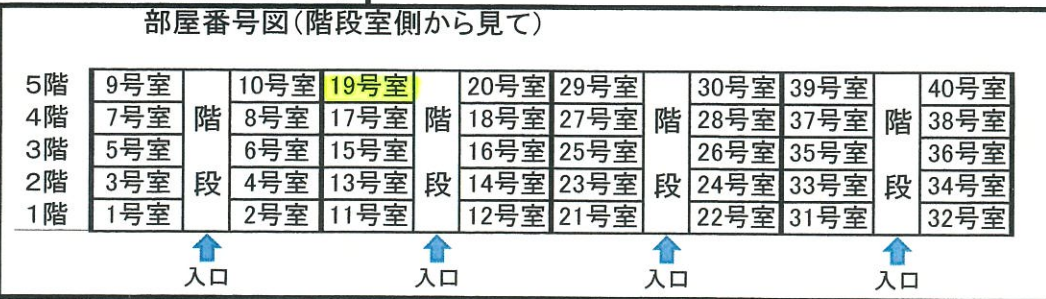 部屋番号図(階段室側から見て)
5階 9号室 10号室 19号室 20号室 29号室 30号室 39号室 40号室
4階 7号室 階 8号室 17号室 階 18号室 27号室 階 28号室 37号室 階 38号室
3階 5号室 6号室 15号室 16号室 25号室 26号室 35号室 36号室
2階 3号室 段 4号室 13号室 段 14号室 23号室 段 24号室 33号室 段 34号室
1階 1号室 2号室 11号室 12号室 21号室 22号室 31号室 32号室
入口 入口 入口 入口